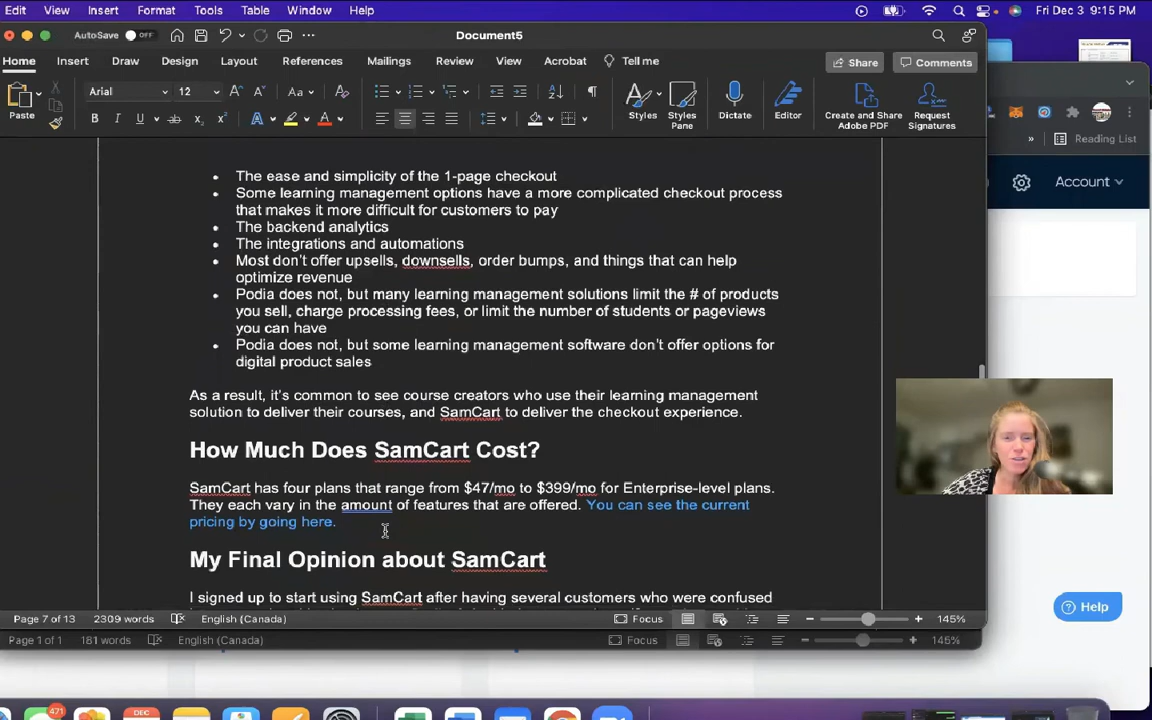 Edit View Insert Format Tools Table Window Help Fri Dec 3 9:15 PM
AutoSave OFF Document5
Home Insert Draw Design Layout References Mailings Review View Acrobat Tell me Share Comments
Arial 12 Aa
Paste Styles Styles Pane Dictate Editor Create and Share Adobe PDF Request Signatures
Reading List
Account
• The ease and simplicity of the 1-page checkout
• Some learning management options have a more complicated checkout process
that makes it more difficult for customers to pay
• The backend analytics
• The integrations and automations
• Most don't offer upsells, downsells, order bumps, and things that can help
optimize revenue
• Podia does not, but many learning management solutions limit the # of products
you sell, charge processing fees, or limit the number of students or pageviews
you can have
• Podia does not, but some learning management software don't offer options for
digital product sales
As a result, it's common to see course creators who use their learning management
solution to deliver their courses, and SamCart to deliver the checkout experience.
How Much Does SamCart Cost?
SamCart has four plans that range from $47/mo to $399/mo for Enterprise-level plans.
They each vary in the amount of features that are offered. You can see the current
pricing by going here.
My Final Opinion about SamCart
I signed up to start using SamCart after having several customers who were confused
Help
Page 7 of 13 2309 words English (Canada) Focus 145%
Page 1 of 1 181 words English (Canada) Focus 145%
471
DEC